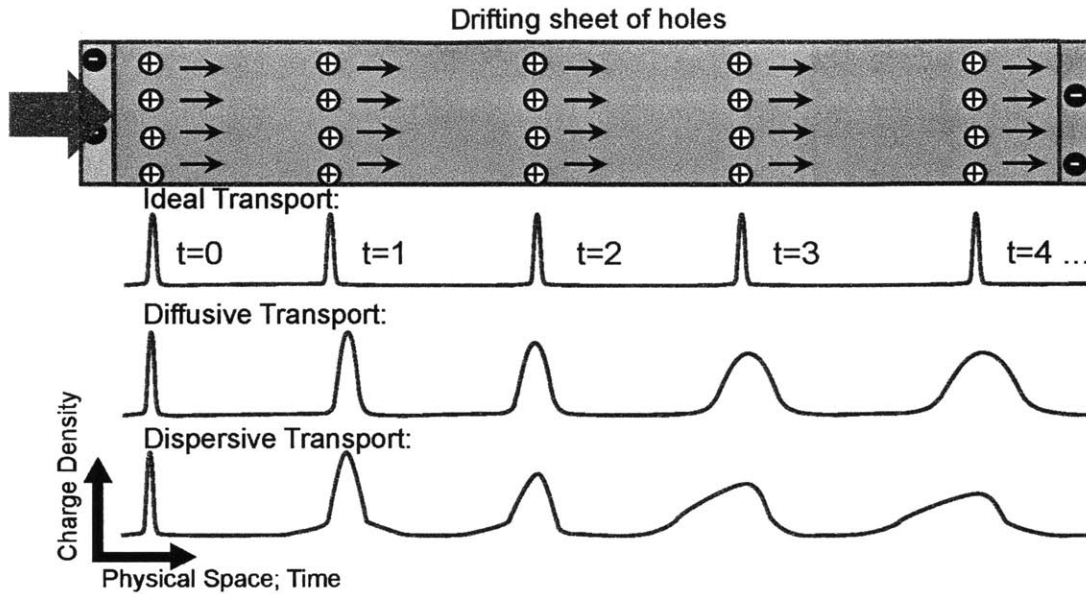 Drifting sheet of holes
Ideal Transport:
t=0 t=1 t=2 t=3 t=4 ...
Diffusive Transport:
Dispersive Transport:
Charge Density
Physical Space; Time